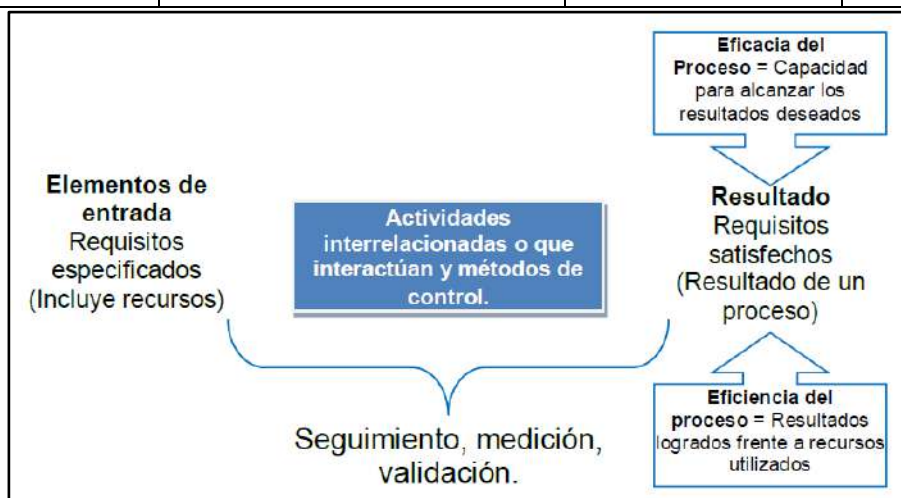 Eficacia del
Proceso = Capacidad
para alcanzar los
resultados deseados
Elementos de
entrada
Requisitos
especificados
(Incluye recursos)
Actividades
interrelacionadas o que
interactúan y métodos de
control.
Resultado
Requisitos
satisfechos
(Resultado de un
proceso)
Eficiencia del
proceso = Resultados
logrados frente a recursos
utilizados
Seguimiento, medición,
validación.